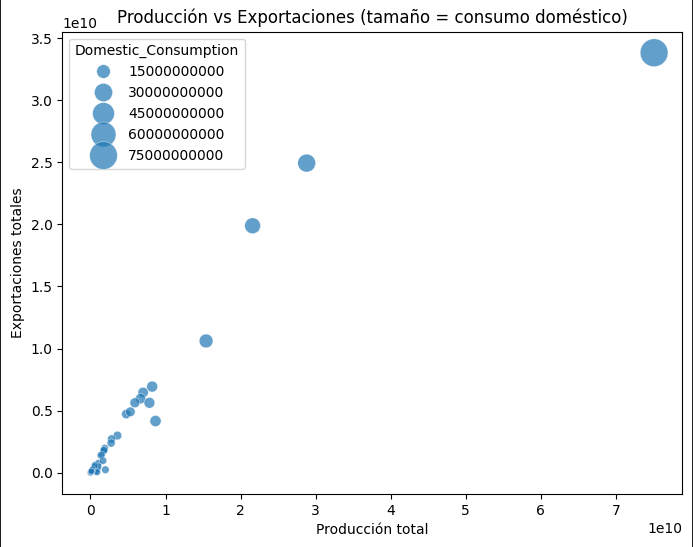 Producción vs Exportaciones (tamaño = consumo doméstico)
1e10
3.5
3.0
2.5
2.0
1.5
1.0
0.5
0.0
Exportaciones totales
Domestic_Consumption
15000000000
30000000000
45000000000
60000000000
75000000000
0 1 2 3 4 5 6 7
1e10
Producción total